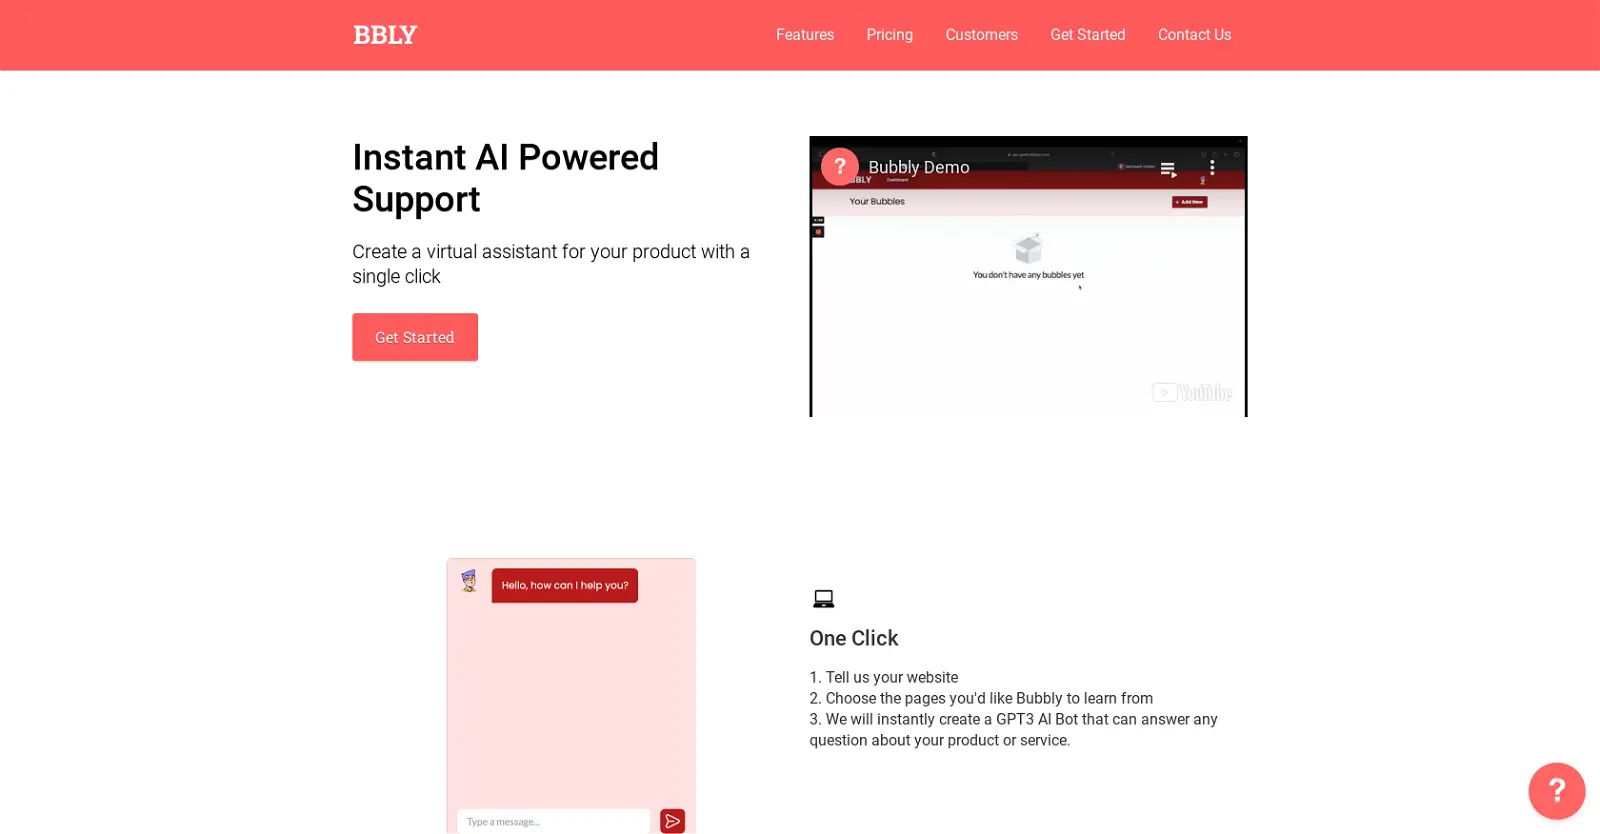 BBLY
Features
Pricing
Customers
Get Started
Contact Us
Instant AI Powered
Support
Create a virtual assistant for your product with a
single click
Get Started
?
Bubbly Demo
BBLY
Dashboard
Your Bubbles
+ Add New
You don't have any bubbles yet
YouTube
Hello, how can I help you?
Type a message...
One Click
1. Tell us your website
2. Choose the pages you'd like Bubbly to learn from
3. We will instantly create a GPT3 AI Bot that can answer any
question about your product or service.
?